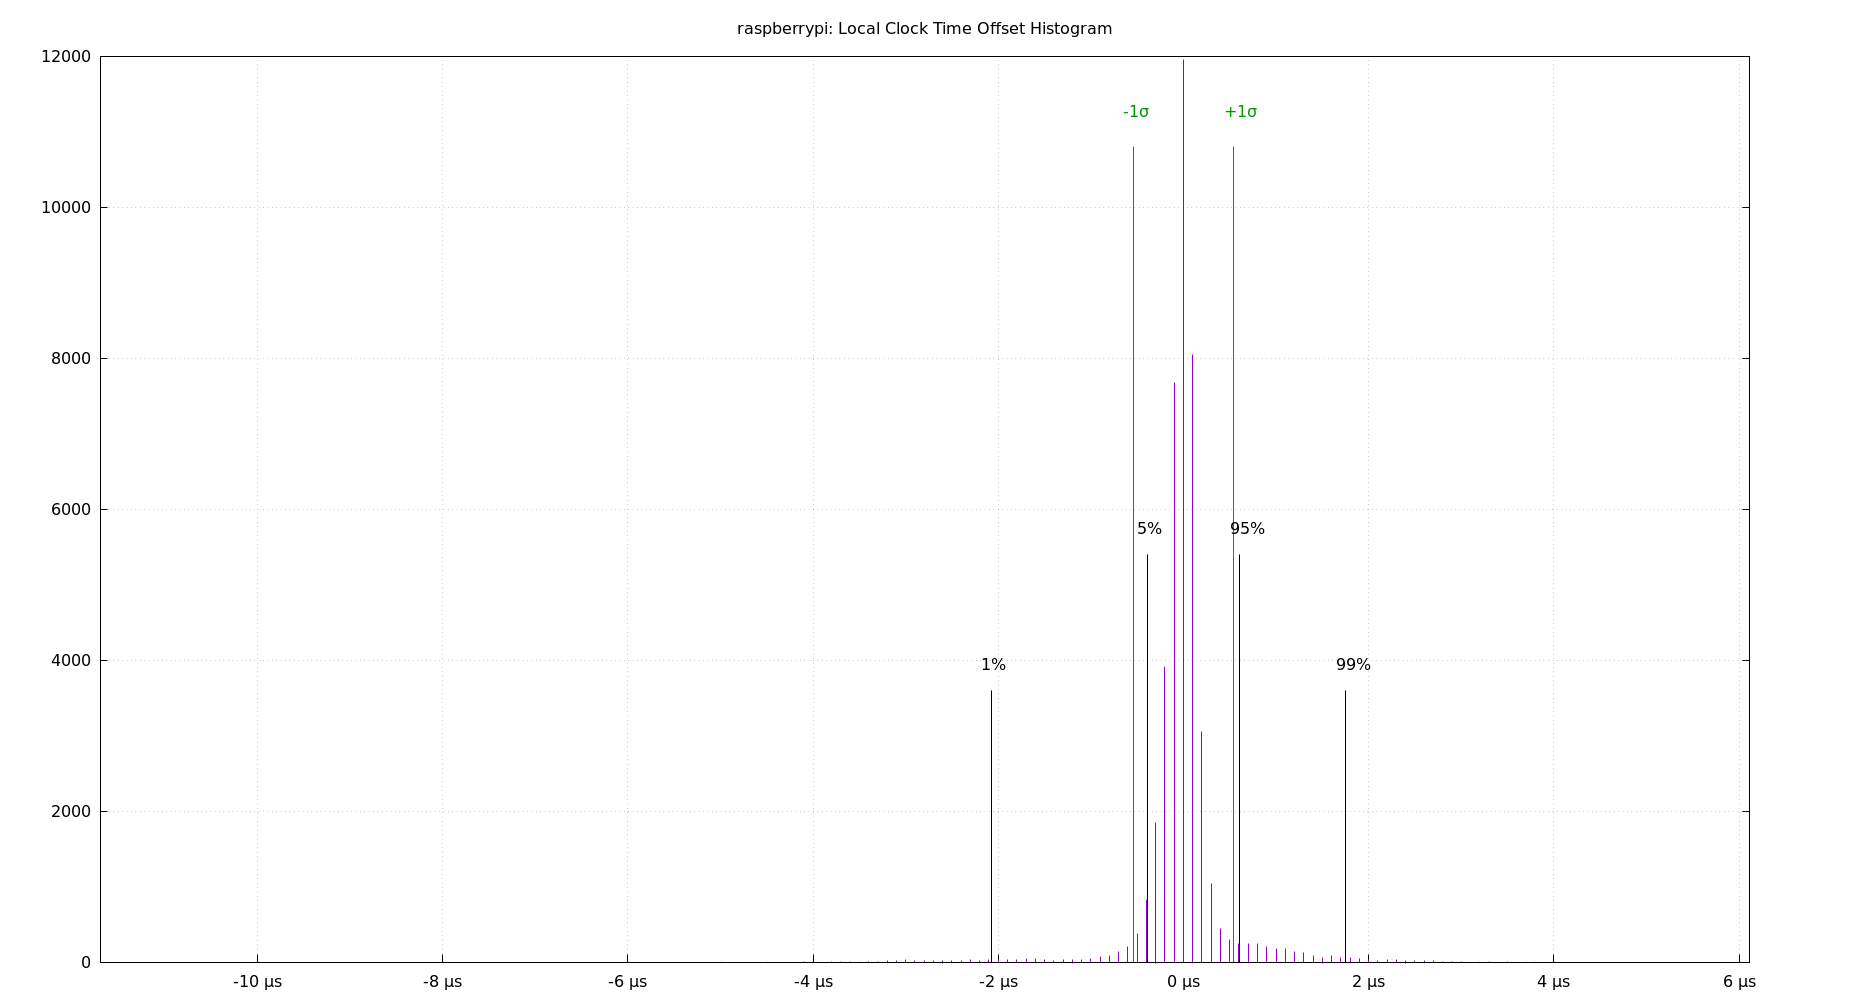 raspberrypi: Local Clock Time Offset Histogram
12000
-1σ
+1σ
10000
8000
6000
5%
95%
4000
1%
99%
2000
0
-10 µs
-8 µs
-6 µs
-4 µs
-2 µs
0 µs
2 µs
4 µs
6 µs